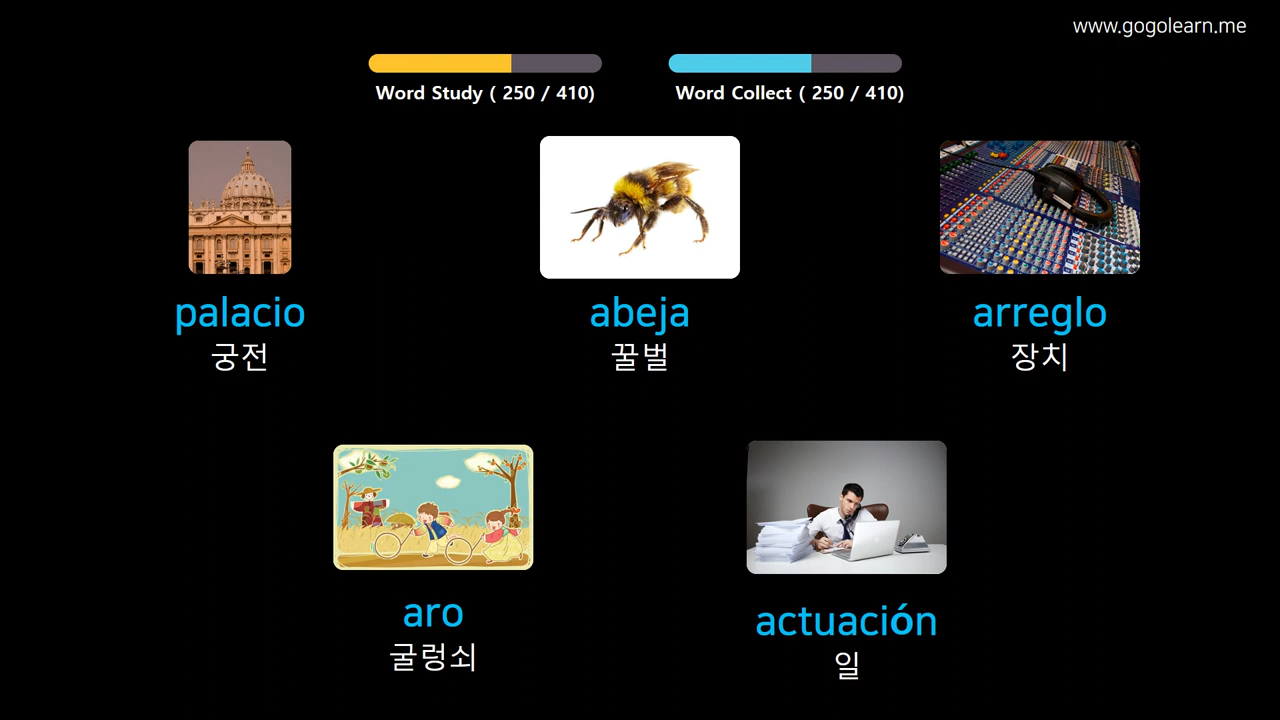 www.gogolearn.me
Word Study ( 250 / 410)
Word Collect ( 250 / 410)
palacio
궁전
abeja
꿀벌
arreglo
장치
aro
굴렁쇠
actuación
일